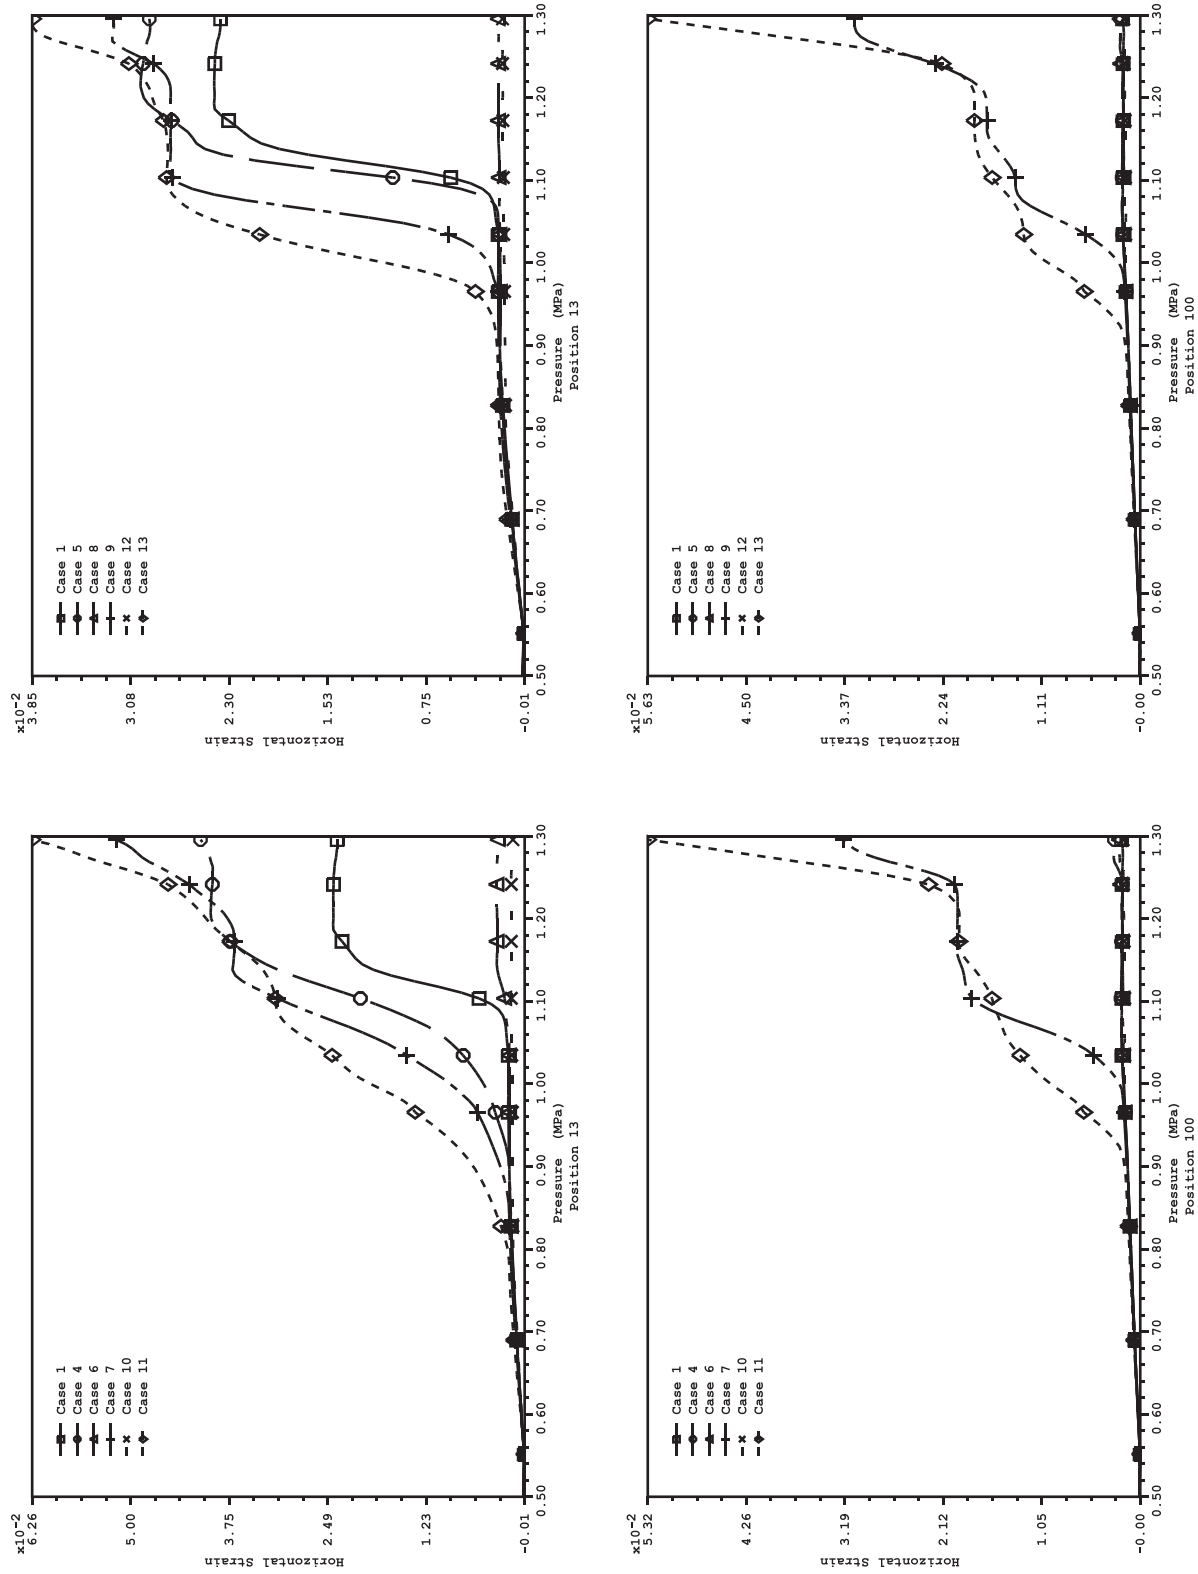 x10-2
6.26
5.00
3.75
2.49
1.23
-0.01
Horizontal Strain
Case 1
Case 4
Case 6
Case 7
Case 10
Case 11
0.50
0.60
0.70
0.80
0.90
1.00
1.10
1.20
1.30
Pressure (MPa)
Position 13
x10-2
3.85
3.08
2.30
1.53
0.75
-0.01
Horizontal Strain
Case 1
Case 5
Case 8
Case 9
Case 12
Case 13
0.50
0.60
0.70
0.80
0.90
1.00
1.10
1.20
1.30
Pressure (MPa)
Position 13
x10-2
5.32
4.26
3.19
2.12
1.05
-0.00
Horizontal Strain
Case 1
Case 4
Case 6
Case 7
Case 10
Case 11
0.50
0.60
0.70
0.80
0.90
1.00
1.10
1.20
1.30
Pressure (MPa)
Position 100
x10-2
5.63
4.50
3.37
2.24
1.11
-0.00
Horizontal Strain
Case 1
Case 5
Case 8
Case 9
Case 12
Case 13
0.50
0.60
0.70
0.80
0.90
1.00
1.10
1.20
1.30
Pressure (MPa)
Position 100